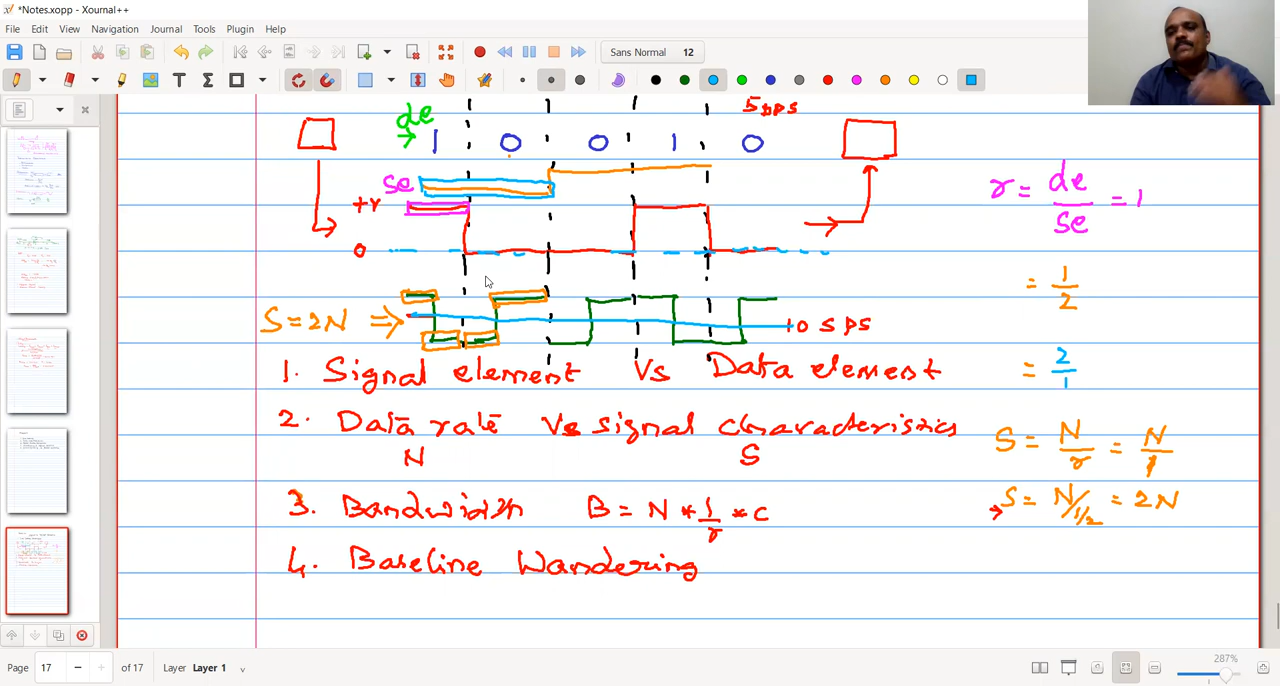 *Notes.xopp - Xournal++
File Edit View Navigation Journal Tools Plugin Help
Sans Normal 12
5bps
de
→ 1 0 0 1 0
se
+v
0
r = de/se = 1
= 1/2
S = 2N ⇒
10 sps
1. Signal element Vs Data element
= 2/1
2. Data rate Vs signal characteristics
N S
S = N/r = N/1
3. Bandwidth B = N * 1/r * C
→ S = N/1/2 = 2N
4. Baseline Wandering
Page 17 of 17 Layer Layer 1
287%